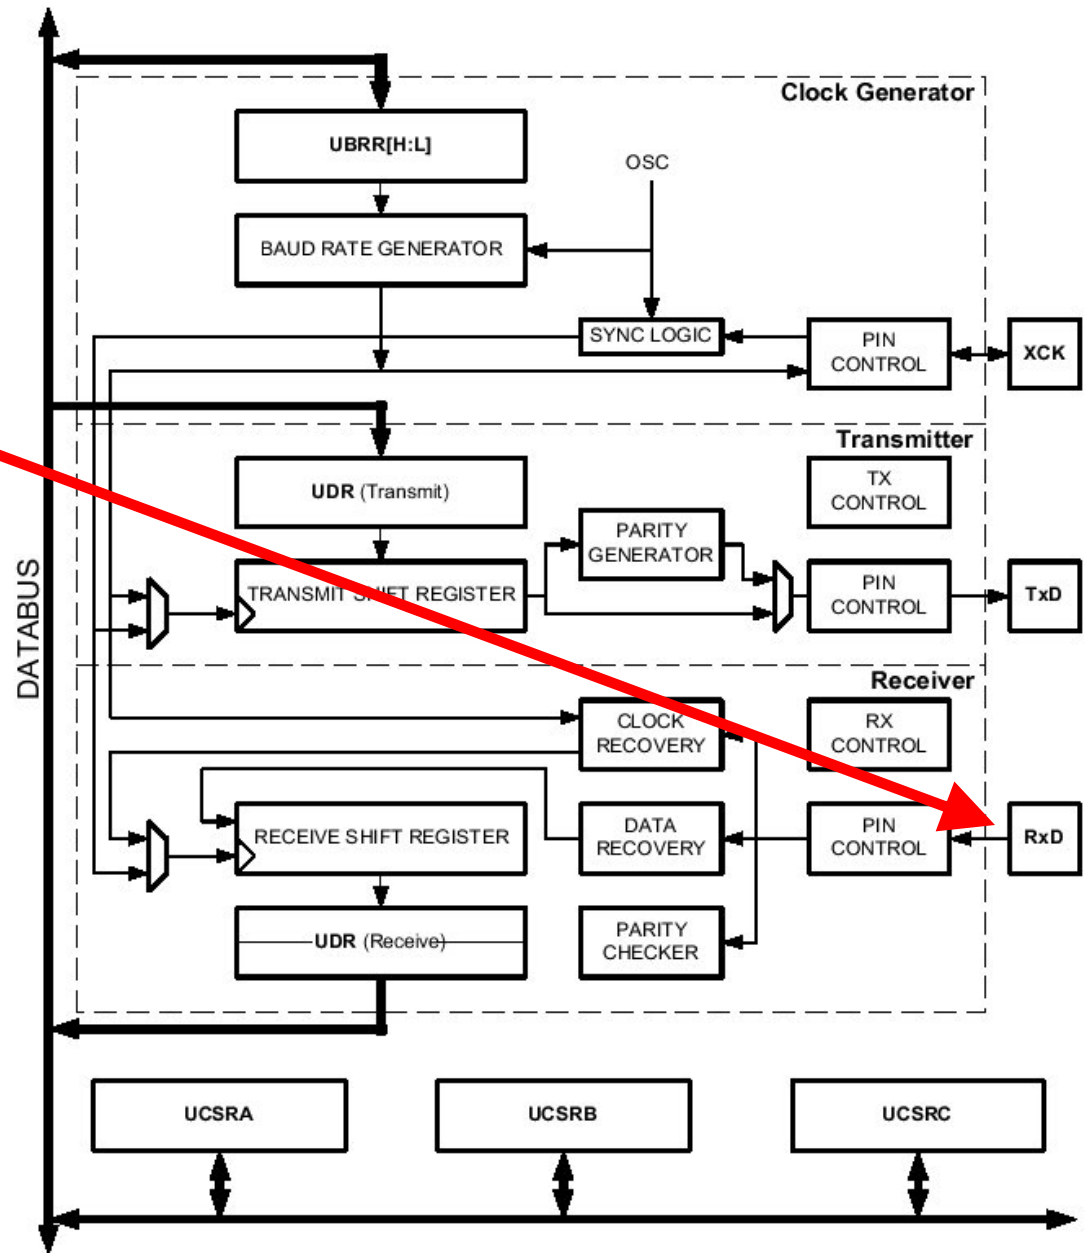 Clock Generator
UBRR[H:L]
OSC
BAUD RATE GENERATOR
SYNC LOGIC
PIN
CONTROL
XCK
Transmitter
UDR (Transmit)
TX
CONTROL
PARITY
GENERATOR
TRANSMIT SHIFT REGISTER
PIN
CONTROL
TxD
DATABUS
Receiver
CLOCK
RECOVERY
RX
CONTROL
RECEIVE SHIFT REGISTER
DATA
RECOVERY
PIN
CONTROL
RxD
UDR (Receive)
PARITY
CHECKER
UCSRA
UCSRB
UCSRC